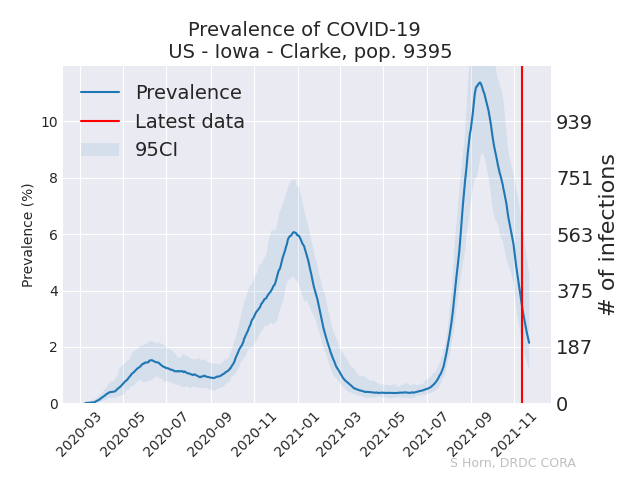 Prevalence of COVID-19
US - Iowa - Clarke, pop. 9395
Prevalence
Latest data
95CI
Prevalence (%)
10
8
6
4
2
0
939
751
563
375
187
0
# of infections
2020-03
2020-05
2020-07
2020-09
2020-11
2021-01
2021-03
2021-05
2021-07
2021-09
2021-11
S Horn, DRDC CORA